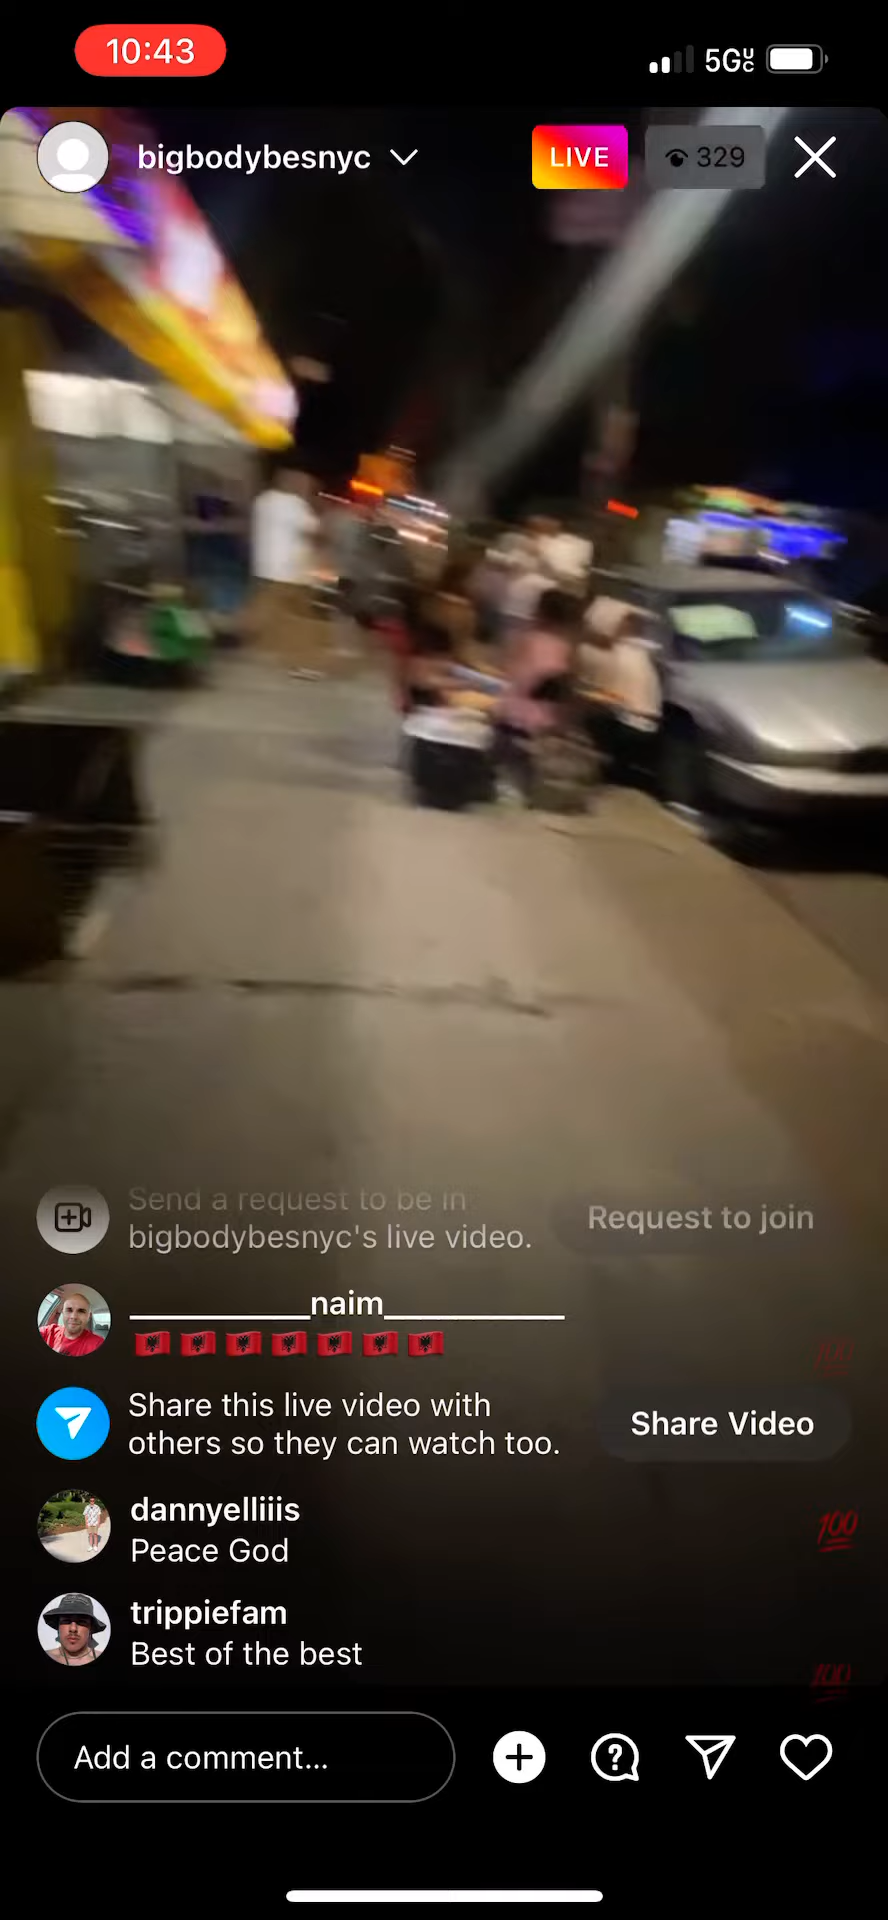 10:43
5GUC
bigbodybesnyc
LIVE
329
Send a request to be in
bigbodybesnyc's live video.
Request to join
__________naim__________
🇦🇱🇦🇱🇦🇱🇦🇱🇦🇱🇦🇱🇦🇱
Share this live video with
others so they can watch too.
Share Video
dannyelliiis
Peace God
💯
trippiefam
Best of the best
💯
Add a comment...